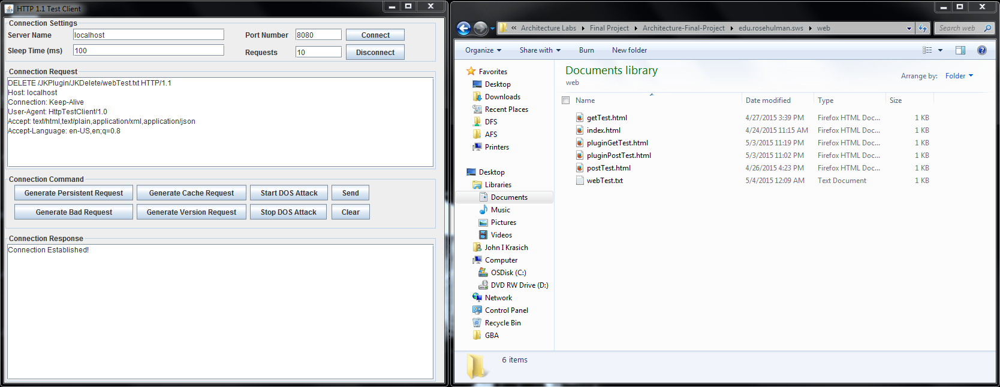 HTTP 1.1 Test Client
Connection Settings
Server Name localhost Port Number 8080 Connect
Sleep Time (ms) 100 Requests 10 Disconnect
Connection Request
DELETE /JKPlugin/JKDelete/webTest.txt HTTP/1.1
Host: localhost
Connection: Keep-Alive
User-Agent: HttpTestClient/1.0
Accept: text/html,text/plain,application/xml,application/json
Accept-Language: en-US,en;q=0.8
Connection Command
Generate Persistent Request Generate Cache Request Start DOS Attack Send
Generate Bad Request Generate Version Request Stop DOS Attack Clear
Connection Response
Connection Established!
« Architecture Labs Final Project Architecture-Final-Project edu.rosehulman.sws web Search web
Organize Share with Burn New folder
Favorites
Desktop
Downloads
Recent Places
DFS
AFS
Printers
Desktop
Libraries
Documents
Music
Pictures
Videos
John I Krasich
Computer
OSDisk (C:)
DVD RW Drive (D:)
Network
Control Panel
Recycle Bin
GBA
Documents library
web
Arrange by: Folder
Name Date modified Type Size
getTest.html 4/27/2015 3:39 PM Firefox HTML Doc... 1 KB
index.html 4/24/2015 11:15 AM Firefox HTML Doc... 1 KB
pluginGetTest.html 5/3/2015 11:19 PM Firefox HTML Doc... 1 KB
pluginPostTest.html 5/3/2015 11:02 PM Firefox HTML Doc... 1 KB
postTest.html 4/26/2015 4:23 PM Firefox HTML Doc... 1 KB
webTest.txt 5/4/2015 12:09 AM Text Document 1 KB
6 items